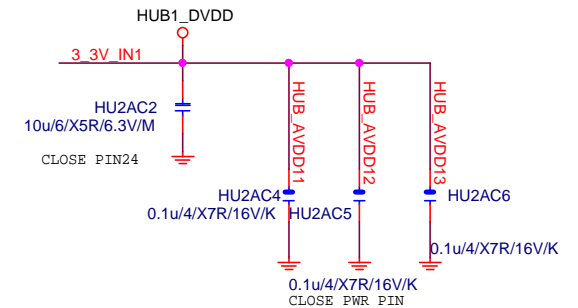 HUB1_DVDD
3_3V_IN1
HU2AC2
10u/6/X5R/6.3V/M
CLOSE PIN24
HUB_AVDD11
HUB_AVDD12
HUB_AVDD13
HU2AC4
0.1u/4/X7R/16V/K
HU2AC5
0.1u/4/X7R/16V/K
CLOSE PWR PIN
HU2AC6
0.1u/4/X7R/16V/K